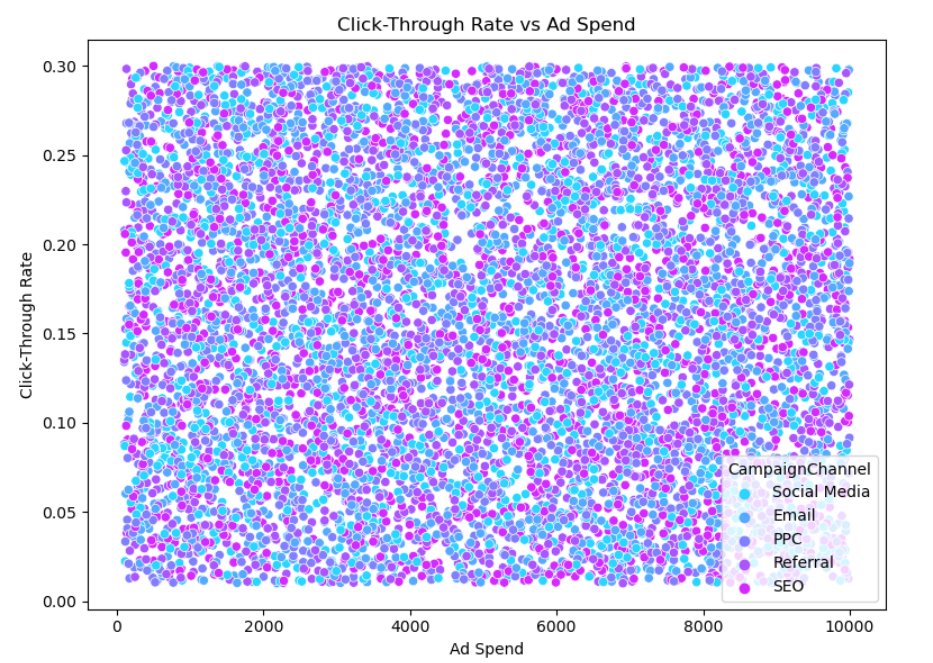 Click-Through Rate vs Ad Spend
Click-Through Rate
0.30
0.25
0.20
0.15
0.10
0.05
0.00
CampaignChannel
Social Media
Email
PPC
Referral
SEO
0 2000 4000 6000 8000 10000
Ad Spend